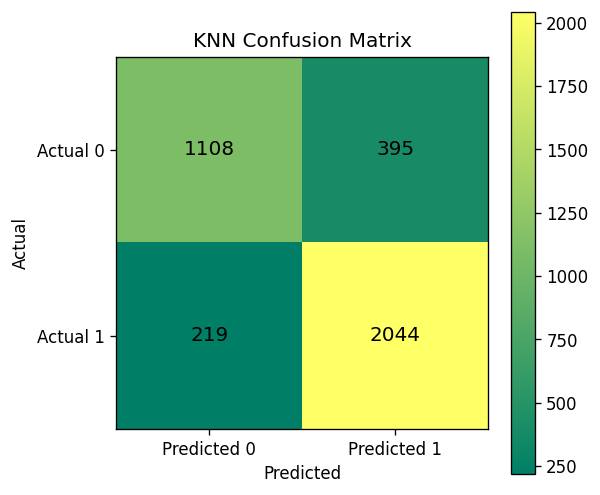 KNN Confusion Matrix
Actual 0
1108
395
Actual 1
219
2044
Actual
Predicted 0
Predicted 1
Predicted
2000
1750
1500
1250
1000
750
500
250